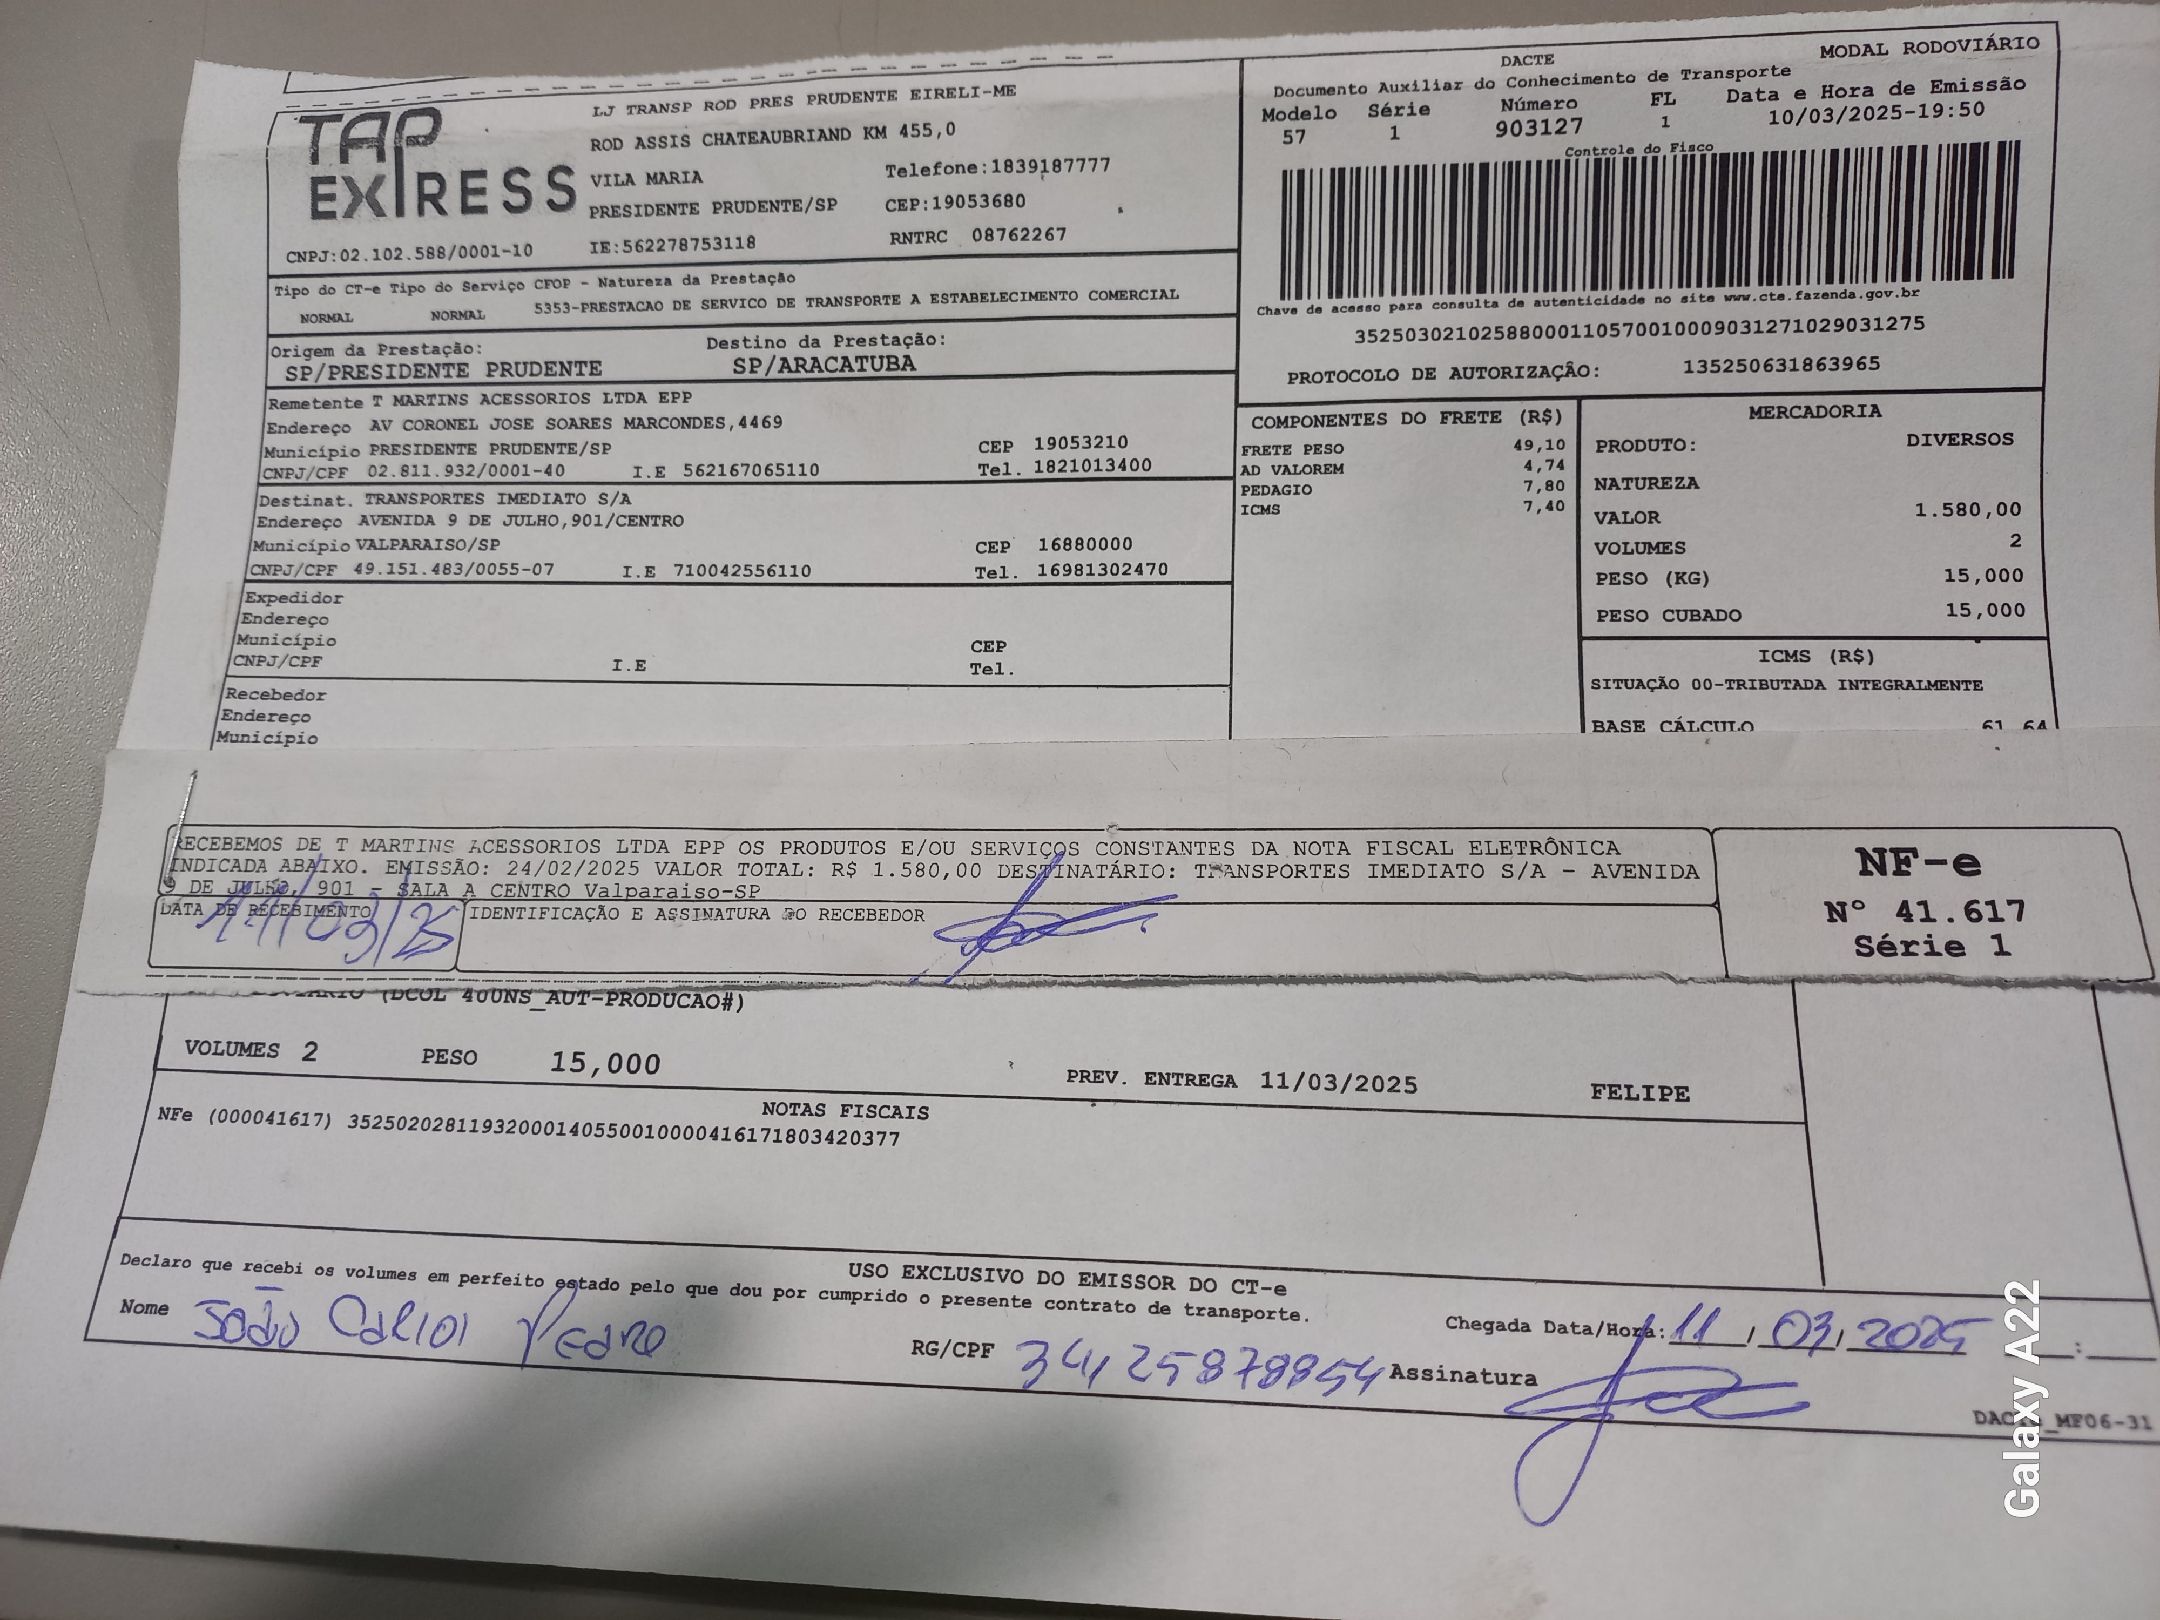 TAP EXPRESS
LJ TRANSP ROD PRES PRUDENTE EIRELI-ME
ROD ASSIS CHATEAUBRIAND KM 455,0
VILA MARIA Telefone:1839187777
PRESIDENTE PRUDENTE/SP CEP:19053680
CNPJ:02.102.588/0001-10 IE:562278753118 RNTRC 08762267
DACTE MODAL RODOVIÁRIO
Documento Auxiliar do Conhecimento de Transporte
Modelo Série Número FL Data e Hora de Emissão
57 1 903127 1 10/03/2025-19:50
Controle do Fisco
Chave de acesso para consulta de autenticidade no site www.cte.fazenda.gov.br
35250302102588000110570010009031271029031275
PROTOCOLO DE AUTORIZAÇÃO: 135250631863965
Tipo do CT-e Tipo do Serviço CFOP - Natureza da Prestação
NORMAL NORMAL 5353-PRESTACAO DE SERVICO DE TRANSPORTE A ESTABELECIMENTO COMERCIAL
Origem da Prestação: Destino da Prestação:
SP/PRESIDENTE PRUDENTE SP/ARACATUBA
Remetente T MARTINS ACESSORIOS LTDA EPP
Endereço AV CORONEL JOSE SOARES MARCONDES,4469
Município PRESIDENTE PRUDENTE/SP CEP 19053210
CNPJ/CPF 02.811.932/0001-40 I.E 562167065110 Tel. 1821013400
Destinat. TRANSPORTES IMEDIATO S/A
Endereço AVENIDA 9 DE JULHO,901/CENTRO
Município VALPARAISO/SP CEP 16880000
CNPJ/CPF 49.151.483/0055-07 I.E 710042556110 Tel. 16981302470
Expedidor
Endereço
Município CEP
CNPJ/CPF I.E Tel.
Recebedor
Endereço
Município
COMPONENTES DO FRETE (R$)
FRETE PESO 49,10
AD VALOREM 4,74
PEDAGIO 7,80
ICMS 7,40
MERCADORIA
PRODUTO: DIVERSOS
NATUREZA
VALOR 1.580,00
VOLUMES 2
PESO (KG) 15,000
PESO CUBADO 15,000
ICMS (R$)
SITUAÇÃO 00-TRIBUTADA INTEGRALMENTE
BASE CÁLCULO 61,64
RECEBEMOS DE T MARTINS ACESSORIOS LTDA EPP OS PRODUTOS E/OU SERVIÇOS CONSTANTES DA NOTA FISCAL ELETRÔNICA
INDICADA ABAIXO. EMISSÃO: 24/02/2025 VALOR TOTAL: R$ 1.580,00 DESTINATÁRIO: TRANSPORTES IMEDIATO S/A - AVENIDA
9 DE JULHO, 901 - SALA A CENTRO Valparaiso-SP
DATA DE RECEBIMENTO IDENTIFICAÇÃO E ASSINATURA DO RECEBEDOR
11/03/25
NF-e
Nº 41.617
Série 1
(DCOL 40UNS_AUT-PRODUCAO#)
VOLUMES 2 PESO 15,000 PREV. ENTREGA 11/03/2025 FELIPE
NOTAS FISCAIS
NFe (000041617) 35250202811932000140550010000416171803420377
USO EXCLUSIVO DO EMISSOR DO CT-e
Declaro que recebi os volumes em perfeito estado pelo que dou por cumprido o presente contrato de transporte.
Nome João Carlos Pedro RG/CPF 34125878854 Assinatura
Chegada Data/Hora: 11 / 03 / 2025 :
MF06-31
Galaxy A22